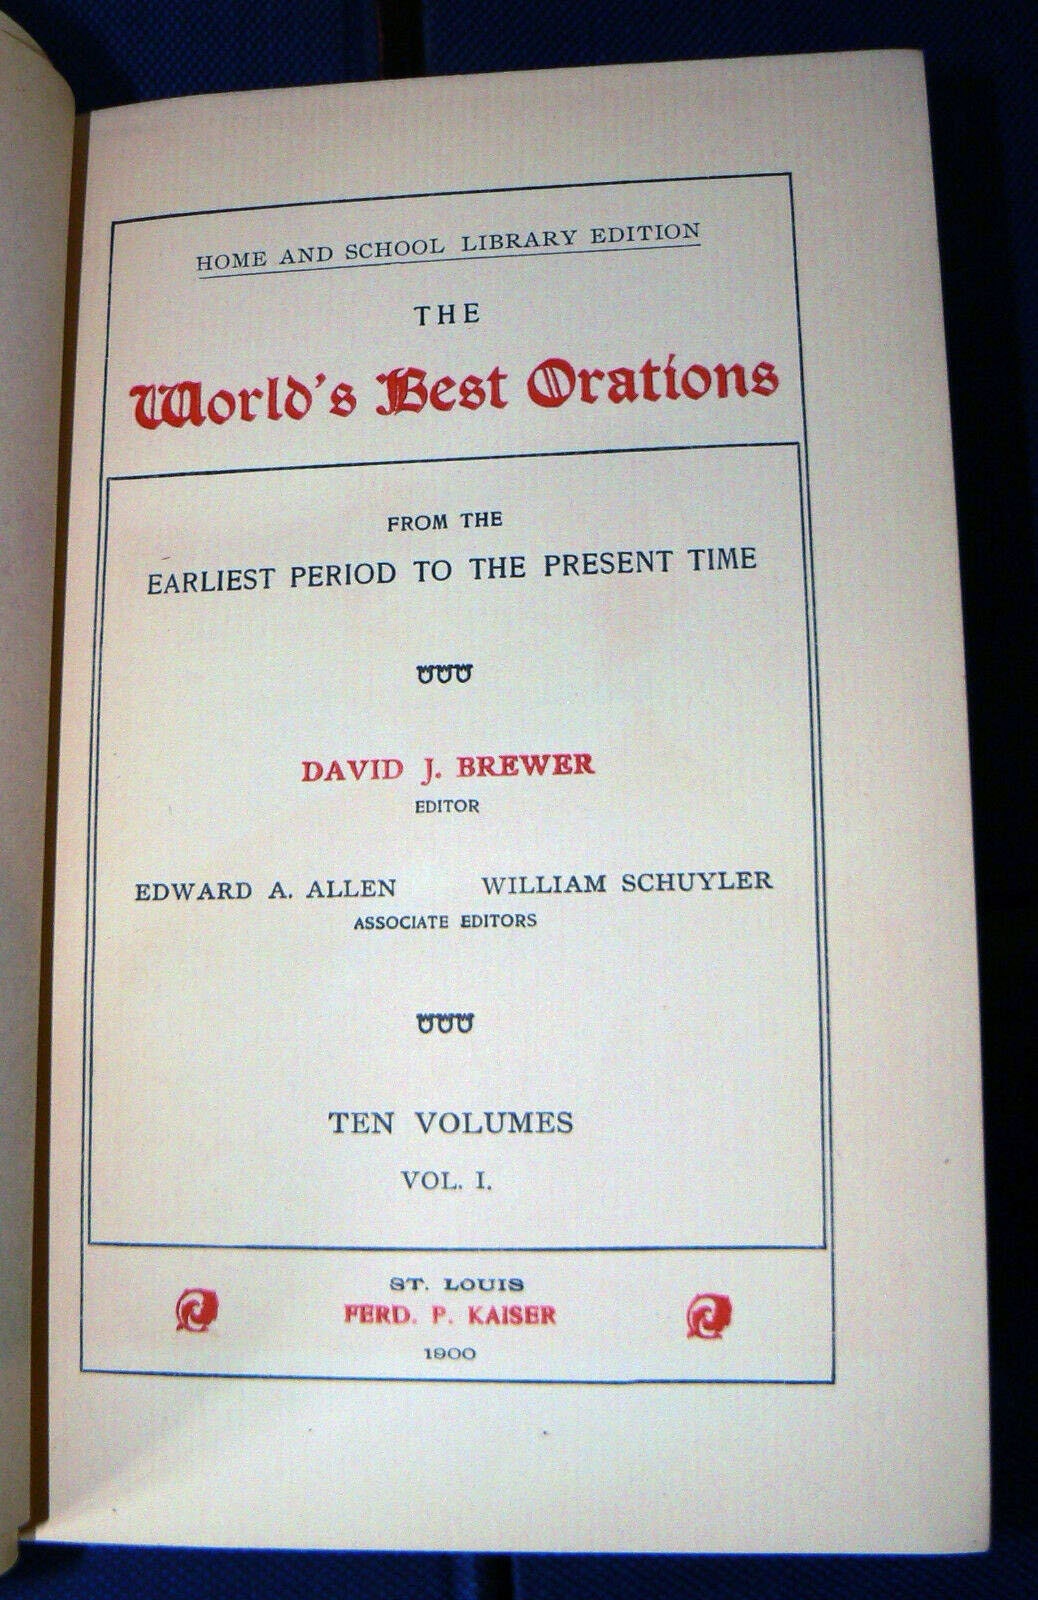 HOME AND SCHOOL LIBRARY EDITION
THE
World's Best Orations
FROM THE
EARLIEST PERIOD TO THE PRESENT TIME
DAVID J. BREWER
EDITOR
EDWARD A. ALLEN WILLIAM SCHUYLER
ASSOCIATE EDITORS
TEN VOLUMES
VOL. I.
ST. LOUIS
FERD. P. KAISER
1900